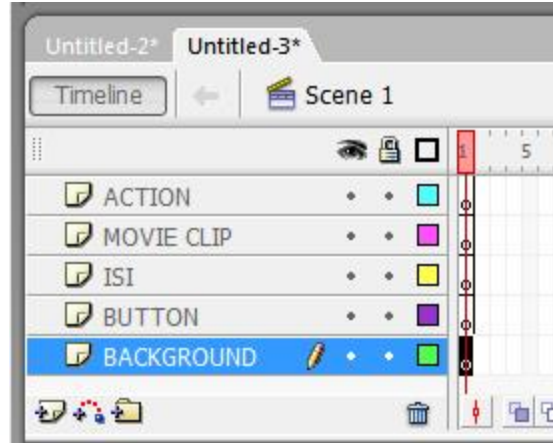 Untitled-2* Untitled-3*
Timeline Scene 1
1 5
ACTION
MOVIE CLIP
ISI
BUTTON
BACKGROUND